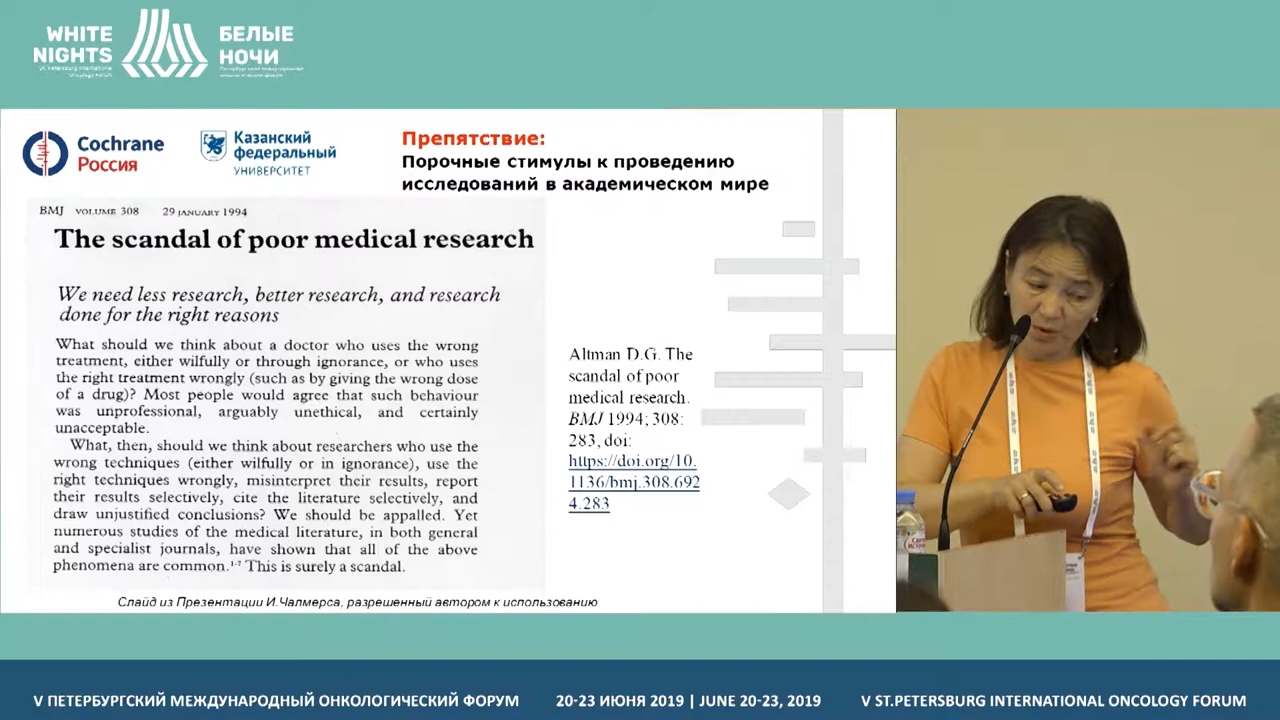 WHITE
NIGHTS
St. Petersburg International
Oncology Forum
БЕЛЫЕ
НОЧИ
Петербургский международный
онкологический форум
Cochrane
Россия
Казанский
федеральный
УНИВЕРСИТЕТ
Препятствие:
Порочные стимулы к проведению
исследований в академическом мире
BMJ VOLUME 308 29 JANUARY 1994
The scandal of poor medical research
We need less research, better research, and research
done for the right reasons
What should we think about a doctor who uses the wrong
treatment, either wilfully or through ignorance, or who uses
the right treatment wrongly (such as by giving the wrong dose
of a drug)? Most people would agree that such behaviour
was unprofessional, arguably unethical, and certainly
unacceptable.
What, then, should we think about researchers who use the
wrong techniques (either wilfully or in ignorance), use the
right techniques wrongly, misinterpret their results, report
their results selectively, cite the literature selectively, and
draw unjustified conclusions? We should be appalled. Yet
numerous studies of the medical literature, in both general
and specialist journals, have shown that all of the above
phenomena are common.¹⁻⁷ This is surely a scandal.
Altman D.G. The
scandal of poor
medical research.
BMJ 1994; 308:
283, doi:
https://doi.org/10.
1136/bmj.308.692
4.283
Слайд из Презентации И.Чалмерса, разрешенный автором к использованию
V ПЕТЕРБУРГСКИЙ МЕЖДУНАРОДНЫЙ ОНКОЛОГИЧЕСКИЙ ФОРУМ 20-23 ИЮНЯ 2019 | JUNE 20-23, 2019 V ST.PETERSBURG INTERNATIONAL ONCOLOGY FORUM